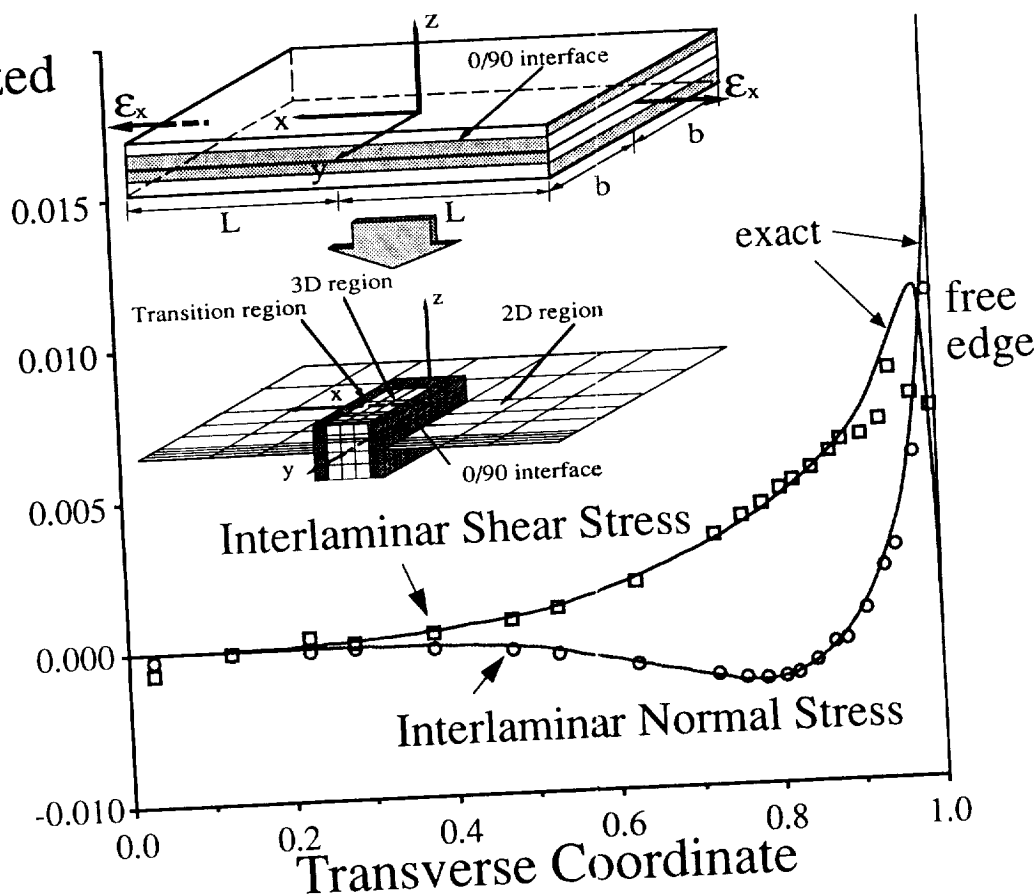 z
0/90 interface
εx
εx
x
y
b
b
L
L
0.015
exact
3D region
z
Transition region
2D region
free
edge
0.010
x
y
0/90 interface
0.005
Interlaminar Shear Stress
0.000
Interlaminar Normal Stress
-0.010
0.0
0.2
0.4
0.6
0.8
1.0
Transverse Coordinate